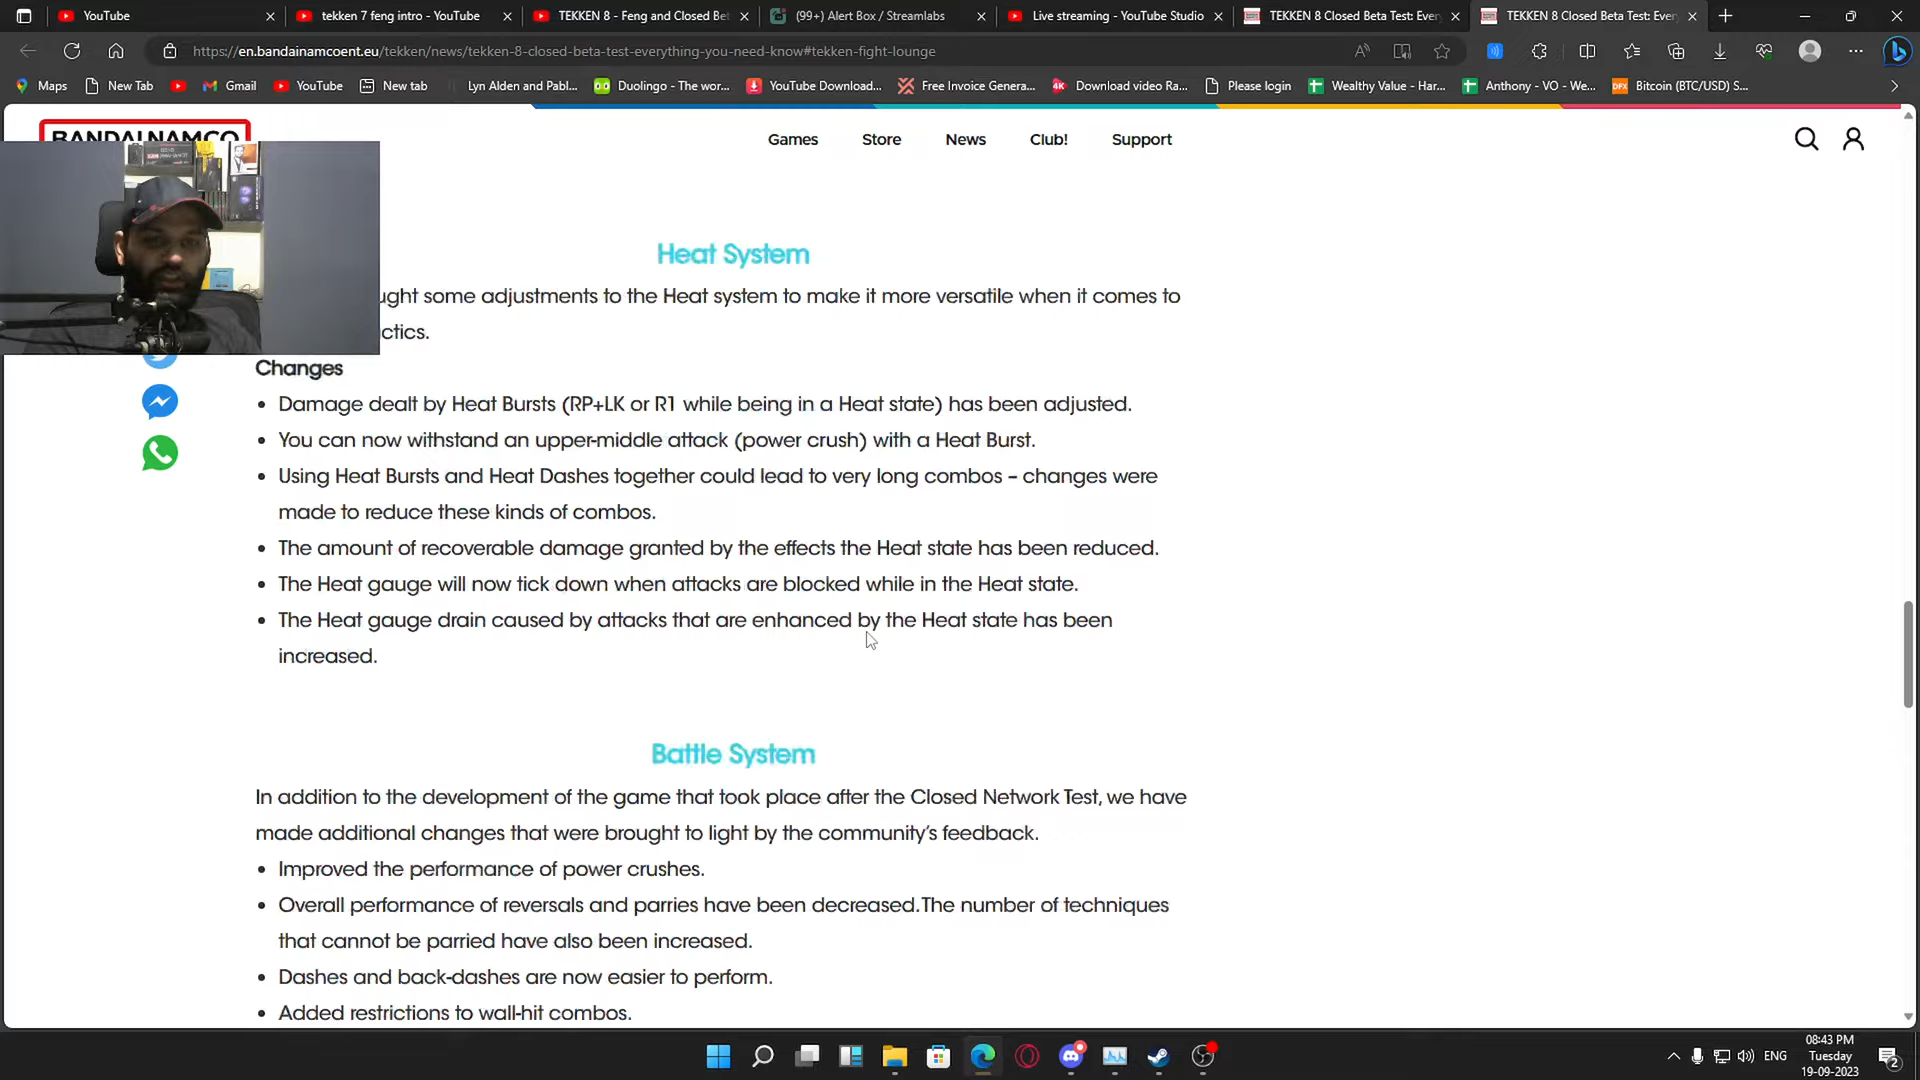 YouTube
tekken 7 feng intro - YouTube
TEKKEN 8 - Feng and Closed Bet
(99+) Alert Box / Streamlabs
Live streaming - YouTube Studio
TEKKEN 8 Closed Beta Test: Ever
TEKKEN 8 Closed Beta Test: Ever
https://en.bandainamcoent.eu/tekken/news/tekken-8-closed-beta-test-everything-you-need-know#tekken-fight-lounge
Maps
New Tab
Gmail
YouTube
New tab
Lyn Alden and Pabl...
Duolingo - The wor...
YouTube Download...
Free Invoice Genera...
4K
Download video Ra...
Please login
Wealthy Value - Har...
Anthony - VO - We...
DFX
Bitcoin (BTC/USD) S...
BANDAI NAMCO
Games
Store
News
Club!
Support
Heat System
ught some adjustments to the Heat system to make it more versatile when it comes to
ctics.
Changes
• Damage dealt by Heat Bursts (RP+LK or R1 while being in a Heat state) has been adjusted.
• You can now withstand an upper-middle attack (power crush) with a Heat Burst.
• Using Heat Bursts and Heat Dashes together could lead to very long combos – changes were
made to reduce these kinds of combos.
• The amount of recoverable damage granted by the effects the Heat state has been reduced.
• The Heat gauge will now tick down when attacks are blocked while in the Heat state.
• The Heat gauge drain caused by attacks that are enhanced by the Heat state has been
increased.
Battle System
In addition to the development of the game that took place after the Closed Network Test, we have
made additional changes that were brought to light by the community's feedback.
• Improved the performance of power crushes.
• Overall performance of reversals and parries have been decreased.The number of techniques
that cannot be parried have also been increased.
• Dashes and back-dashes are now easier to perform.
• Added restrictions to wall-hit combos.
ENG
08:43 PM
Tuesday
19-09-2023
2